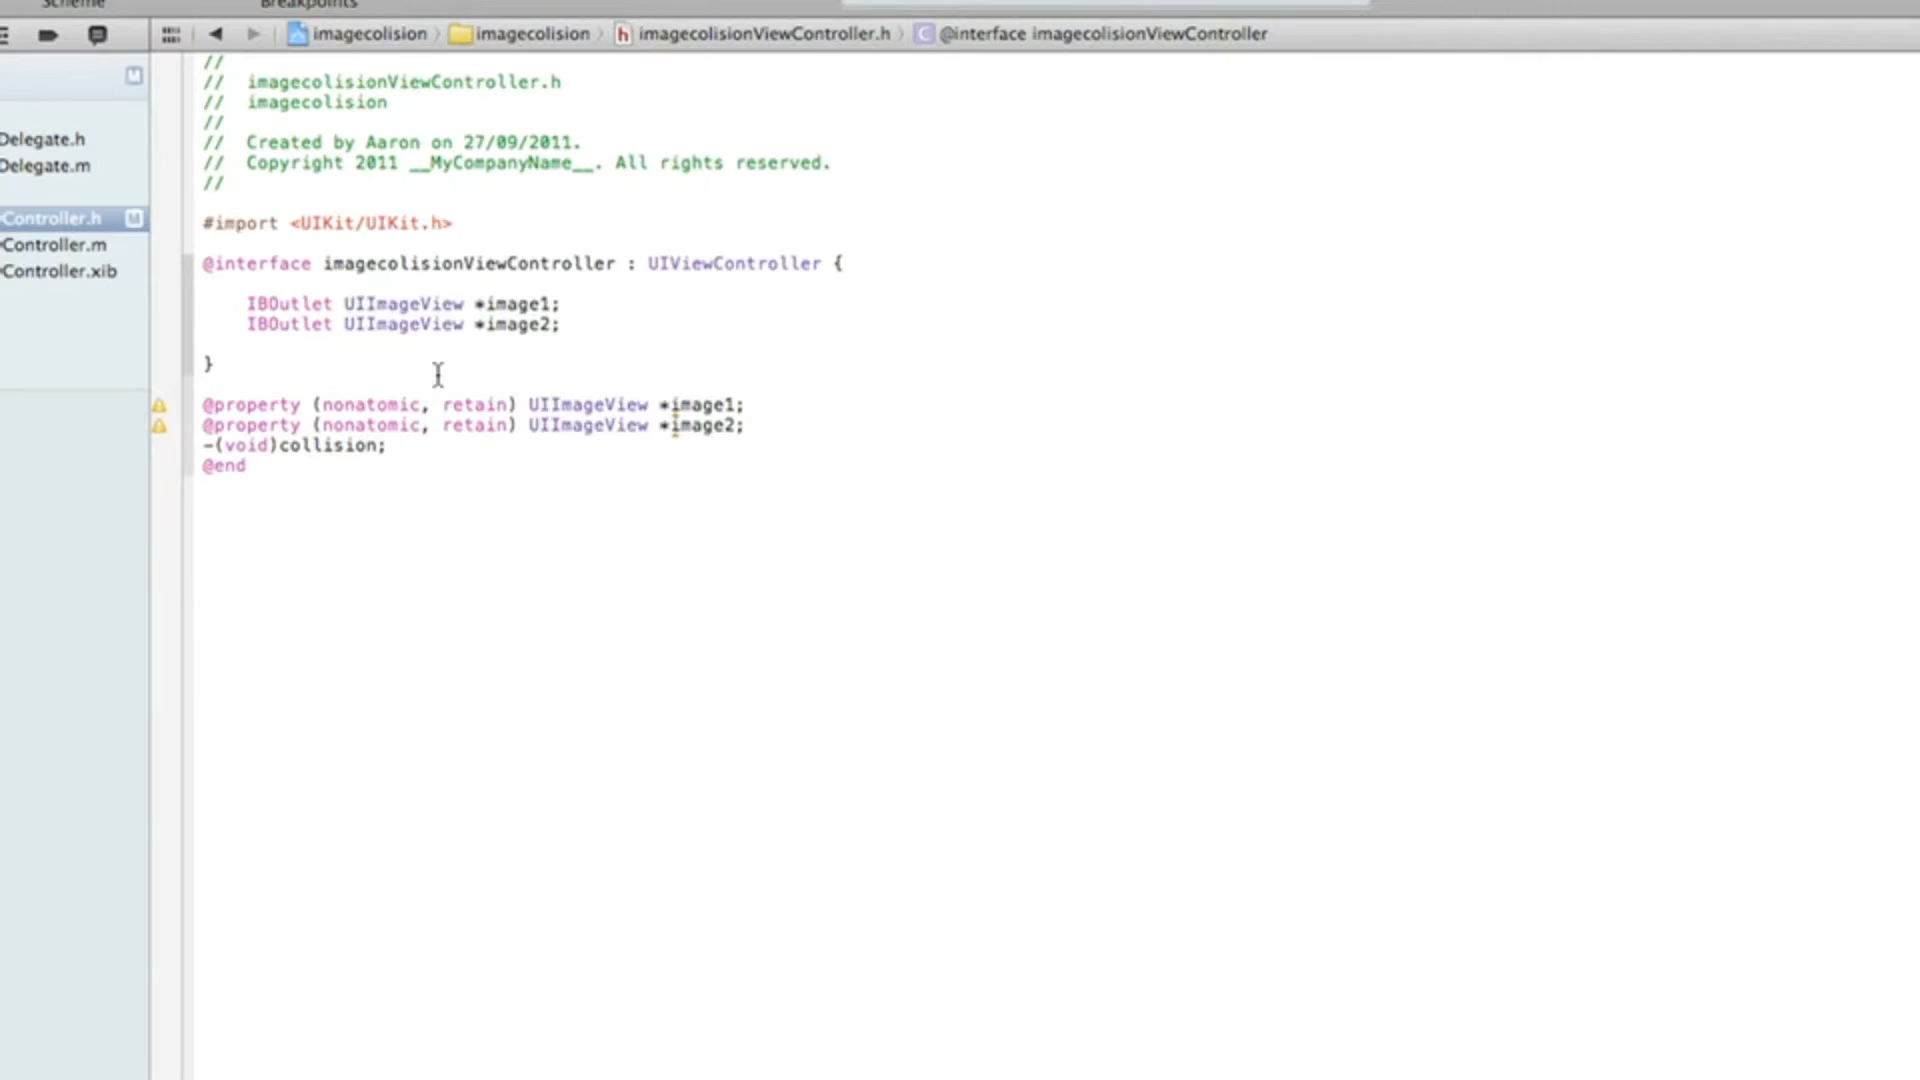 Scheme
Breakpoints
imagecolision
imagecolision
imagecolisionViewController.h
@interface imagecolisionViewController
M
Delegate.h
Delegate.m
Controller.h
M
Controller.m
Controller.xib
//
//  imagecolisionViewController.h
//  imagecolision
//
//  Created by Aaron on 27/09/2011.
//  Copyright 2011 __MyCompanyName__. All rights reserved.
//
#import <UIKit/UIKit.h>
@interface imagecolisionViewController : UIViewController {
IBOutlet UIImageView *image1;
IBOutlet UIImageView *image2;
}
@property (nonatomic, retain) UIImageView *image1;
@property (nonatomic, retain) UIImageView *image2;
-(void)collision;
@end